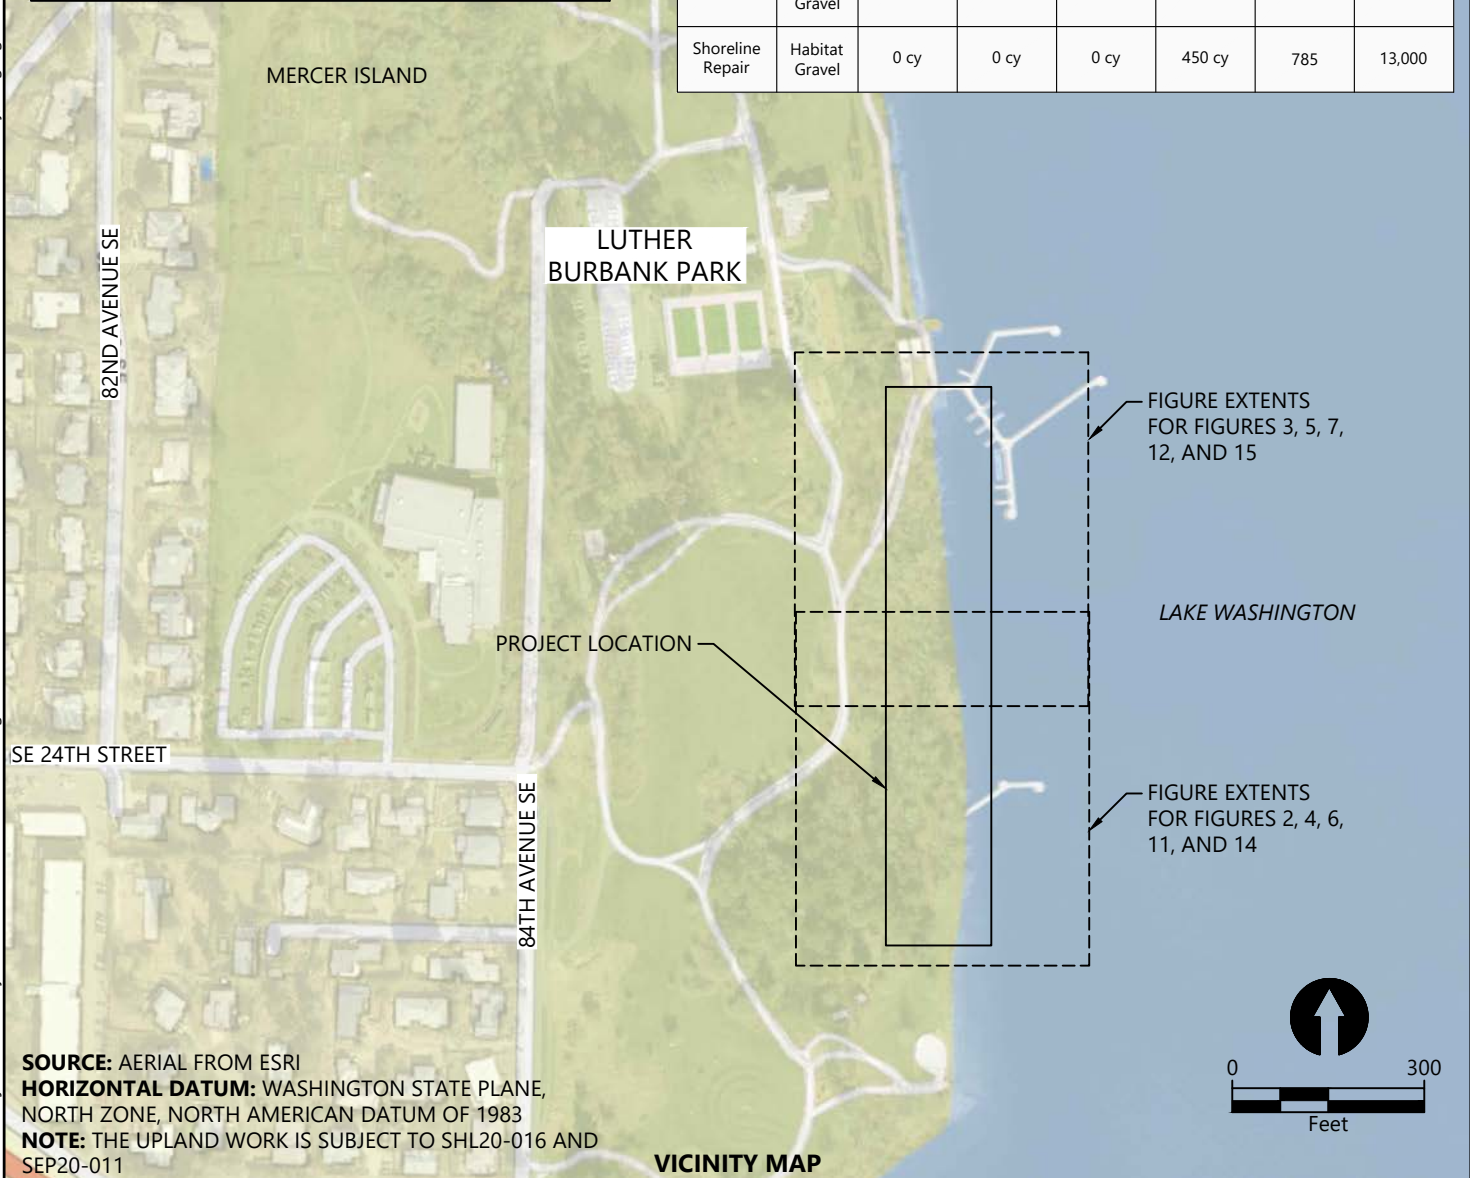 Gravel
Shoreline Repair
Habitat Gravel
0 cy
0 cy
0 cy
450 cy
785
13,000
MERCER ISLAND
LUTHER
BURBANK PARK
82ND AVENUE SE
FIGURE EXTENTS
FOR FIGURES 3, 5, 7,
12, AND 15
LAKE WASHINGTON
PROJECT LOCATION
SE 24TH STREET
84TH AVENUE SE
FIGURE EXTENTS
FOR FIGURES 2, 4, 6,
11, AND 14
SOURCE: AERIAL FROM ESRI
HORIZONTAL DATUM: WASHINGTON STATE PLANE,
NORTH ZONE, NORTH AMERICAN DATUM OF 1983
NOTE: THE UPLAND WORK IS SUBJECT TO SHL20-016 AND
SEP20-011
VICINITY MAP
0 300
Feet